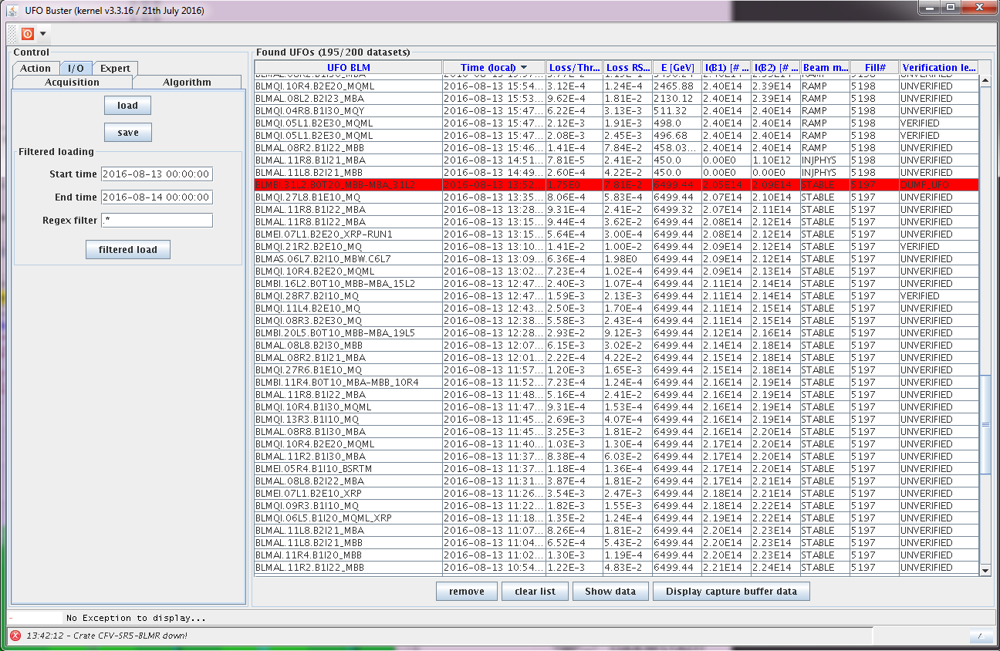 UFO Buster (kernel v3.3.16 / 21th July 2016)
Control
Action I/O Expert
Acquisition Algorithm
load
save
Filtered loading
Start time 2016-08-13 00:00:00
End time 2016-08-14 00:00:00
Regex filter .*
filtered load
Found UFOs (195/200 datasets)
UFO BLM Time (local) Loss/Thr... Loss RS... E [GeV] I(B1) [# ... I(B2) [# ... Beam m... Fill# Verification le...
BLMQI.10R4.B2E20_MQML 2016-08-13 15:54... 3.12E-4 1.24E-4 2465.88 2.40E14 2.39E14 RAMP 5198 UNVERIFIED
BLMAL.08L2.B2I23_MBA 2016-08-13 15:53... 9.62E-4 1.81E-2 2130.12 2.40E14 2.40E14 RAMP 5198 UNVERIFIED
BLMQI.04R8.B1I30_MQY 2016-08-13 15:47... 6.22E-4 3.13E-3 511.32 2.40E14 2.40E14 RAMP 5198 UNVERIFIED
BLMQI.05L1.B2E30_MQML 2016-08-13 15:47... 2.12E-3 1.91E-3 498.0 2.40E14 2.40E14 RAMP 5198 VERIFIED
BLMQI.05L1.B2E30_MQML 2016-08-13 15:47... 2.08E-3 2.45E-3 496.68 2.40E14 2.40E14 RAMP 5198 VERIFIED
BLMAL.08R2.B1I22_MBB 2016-08-13 15:46... 1.41E-4 7.84E-2 458.03... 2.40E14 2.40E14 RAMP 5198 UNVERIFIED
BLMAL.11R8.B1I21_MBA 2016-08-13 14:51... 7.81E-5 2.41E-2 450.0 0.00E0 1.10E12 INJPHYS 5198 UNVERIFIED
BLMAL.11L8.B2I21_MBB 2016-08-13 14:49... 2.60E-4 4.22E-2 450.0 0.00E0 0.00E0 INJPHYS 5198 UNVERIFIED
BLMBI.31L2.B0T20_MBB-MBA_31L2 2016-08-13 13:52... 1.75E0 7.81E-2 6499.44 2.05E14 2.09E14 STABLE 5197 DUMP_UFO
BLMQI.27L8.B1E10_MQ 2016-08-13 13:35... 8.06E-4 5.83E-4 6499.44 2.07E14 2.10E14 STABLE 5197 UNVERIFIED
BLMAL.11R8.B1I22_MBA 2016-08-13 13:28... 9.31E-4 2.41E-2 6499.32 2.07E14 2.11E14 STABLE 5197 UNVERIFIED
BLMAL.11R8.B1I22_MBA 2016-08-13 13:15... 9.44E-4 3.62E-2 6499.44 2.08E14 2.12E14 STABLE 5197 UNVERIFIED
BLMEI.07L1.B2E20_XRP-RUN1 2016-08-13 13:15... 5.64E-4 3.00E-4 6499.44 2.08E14 2.12E14 STABLE 5197 UNVERIFIED
BLMQI.21R2.B2E10_MQ 2016-08-13 13:10... 1.41E-2 1.00E-2 6499.44 2.09E14 2.12E14 STABLE 5197 VERIFIED
BLMAS.06L7.B2I10_MBW.C6L7 2016-08-13 13:09... 6.36E-4 1.98E0 6499.44 2.09E14 2.12E14 STABLE 5197 UNVERIFIED
BLMQI.10R4.B2E20_MQML 2016-08-13 13:02... 7.23E-4 1.02E-4 6499.44 2.09E14 2.13E14 STABLE 5197 UNVERIFIED
BLMBI.16L2.B0T10_MBB-MBA_15L2 2016-08-13 12:47... 2.40E-3 1.07E-4 6499.44 2.11E14 2.14E14 STABLE 5197 UNVERIFIED
BLMQI.28R7.B2I10_MQ 2016-08-13 12:47... 1.59E-3 2.13E-3 6499.44 2.11E14 2.14E14 STABLE 5197 VERIFIED
BLMQI.11L4.B2E10_MQ 2016-08-13 12:43... 2.50E-3 1.70E-4 6499.44 2.11E14 2.15E14 STABLE 5197 UNVERIFIED
BLMQI.08R3.B2E30_MQ 2016-08-13 12:38... 5.58E-3 2.43E-4 6499.44 2.11E14 2.15E14 STABLE 5197 UNVERIFIED
BLMBI.20L5.B0T10_MBB-MBA_19L5 2016-08-13 12:28... 2.93E-2 9.12E-3 6499.44 2.12E14 2.16E14 STABLE 5197 UNVERIFIED
BLMAL.08L8.B2I30_MBB 2016-08-13 12:07... 6.15E-3 3.02E-2 6499.44 2.14E14 2.18E14 STABLE 5197 UNVERIFIED
BLMAL.08R2.B1I21_MBA 2016-08-13 12:01... 2.22E-4 4.22E-2 6499.44 2.15E14 2.18E14 STABLE 5197 UNVERIFIED
BLMQI.27R6.B1E10_MQ 2016-08-13 11:57... 1.20E-3 1.65E-3 6499.44 2.15E14 2.18E14 STABLE 5197 UNVERIFIED
BLMBI.11R4.B0T10_MBA-MBB_10R4 2016-08-13 11:52... 7.23E-4 1.24E-4 6499.44 2.16E14 2.19E14 STABLE 5197 UNVERIFIED
BLMAL.11R8.B1I22_MBA 2016-08-13 11:48... 5.16E-4 2.41E-2 6499.44 2.16E14 2.19E14 STABLE 5197 UNVERIFIED
BLMQI.10R4.B1I30_MQML 2016-08-13 11:47... 9.31E-4 1.53E-4 6499.44 2.16E14 2.19E14 STABLE 5197 UNVERIFIED
BLMQI.13R3.B1I10_MQ 2016-08-13 11:45... 2.69E-3 4.07E-4 6499.44 2.16E14 2.19E14 STABLE 5197 UNVERIFIED
BLMAL.08R8.B1I30_MBA 2016-08-13 11:45... 3.25E-3 1.81E-2 6499.44 2.16E14 2.20E14 STABLE 5197 UNVERIFIED
BLMQI.10R4.B2E20_MQML 2016-08-13 11:40... 1.03E-3 1.30E-4 6499.44 2.17E14 2.20E14 STABLE 5197 UNVERIFIED
BLMAL.11R2.B1I30_MBA 2016-08-13 11:37... 8.38E-4 6.03E-2 6499.44 2.17E14 2.20E14 STABLE 5197 UNVERIFIED
BLMEI.05R4.B1I10_BSRTM 2016-08-13 11:37... 1.18E-4 1.36E-4 6499.44 2.17E14 2.20E14 STABLE 5197 UNVERIFIED
BLMAL.08L8.B2I22_MBA 2016-08-13 11:31... 3.87E-4 1.81E-2 6499.44 2.17E14 2.21E14 STABLE 5197 UNVERIFIED
BLMEI.07L1.B2E10_XRP 2016-08-13 11:26... 3.54E-3 2.47E-3 6499.44 2.18E14 2.21E14 STABLE 5197 UNVERIFIED
BLMQI.09R3.B1I10_MQ 2016-08-13 11:22... 1.82E-3 1.55E-3 6499.44 2.18E14 2.22E14 STABLE 5197 UNVERIFIED
BLMQI.06L5.B1I20_MQML_XRP 2016-08-13 11:18... 1.35E-2 1.24E-4 6499.44 2.19E14 2.22E14 STABLE 5197 UNVERIFIED
BLMAL.11L8.B2I21_MBA 2016-08-13 11:07... 8.26E-4 1.81E-2 6499.44 2.20E14 2.23E14 STABLE 5197 UNVERIFIED
BLMAL.11L8.B2I21_MBB 2016-08-13 11:04... 6.52E-4 5.43E-2 6499.44 2.20E14 2.23E14 STABLE 5197 UNVERIFIED
BLMAI.11R4.B1I20_MBB 2016-08-13 11:02... 1.30E-3 1.19E-4 6499.44 2.20E14 2.23E14 STABLE 5197 UNVERIFIED
BLMAL.11R2.B1I22_MBB 2016-08-13 10:54... 1.22E-2 4.83E-2 6499.44 2.21E14 2.24E14 STABLE 5197 UNVERIFIED
remove clear list Show data Display capture buffer data
- No Exception to display...
13:42:12 - Crate CFV-SR5-BLMR down!